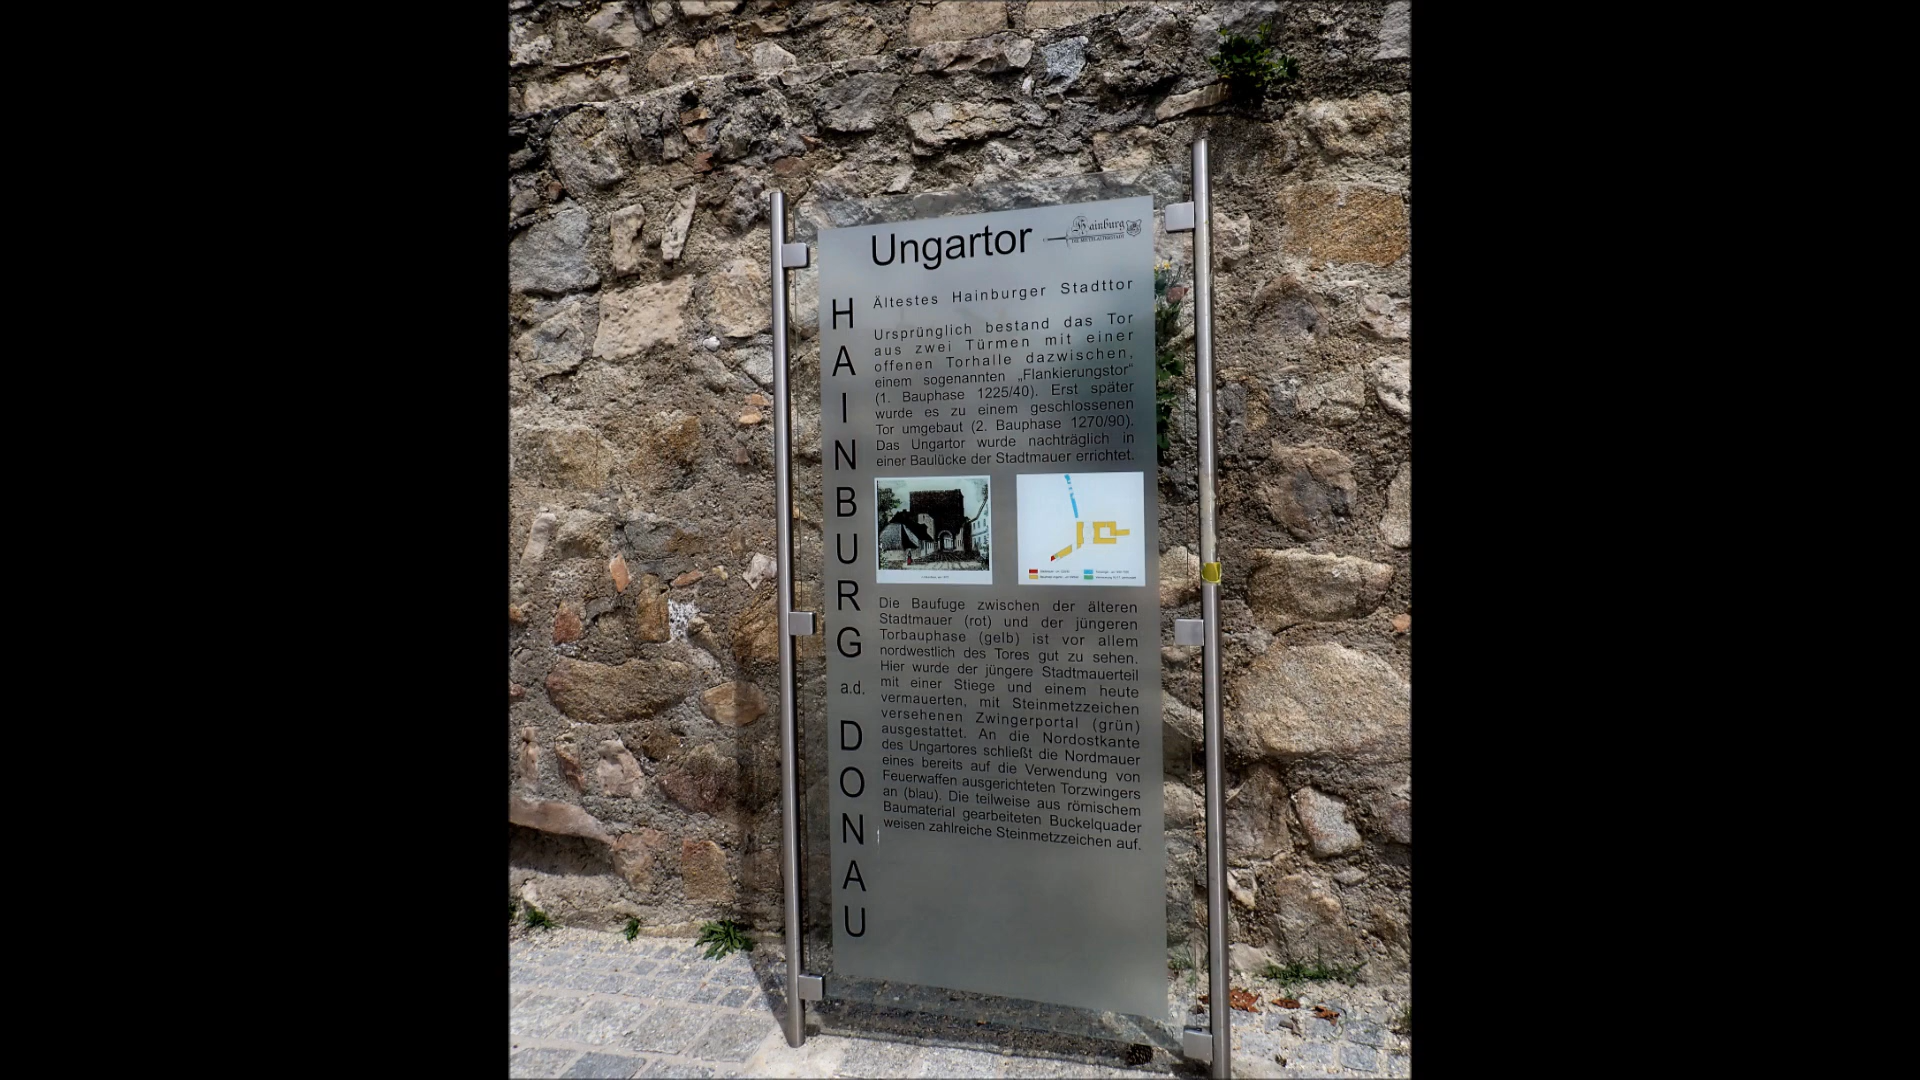 Ungartor
Hainburg
DIE MITTELALTERSTADT
HAINBURG
a.d.
DONAU
Ältestes Hainburger Stadttor
Ursprünglich bestand das Tor
aus zwei Türmen mit einer
offenen Torhalle dazwischen,
einem sogenannten „Flankierungstor“
(1. Bauphase 1225/40). Erst später
wurde es zu einem geschlossenen
Tor umgebaut (2. Bauphase 1270/90).
Das Ungartor wurde nachträglich in
einer Baulücke der Stadtmauer errichtet.
Die Baufuge zwischen der älteren
Stadtmauer (rot) und der jüngeren
Torbauphase (gelb) ist vor allem
nordwestlich des Tores gut zu sehen.
Hier wurde der jüngere Stadtmauerteil
mit einer Stiege und einem heute
vermauerten, mit Steinmetzzeichen
versehenen Zwingerportal (grün)
ausgestattet. An die Nordostkante
des Ungartores schließt die Nordmauer
eines bereits auf die Verwendung von
Feuerwaffen ausgerichteten Torzwingers
an (blau). Die teilweise aus römischem
Baumaterial gearbeiteten Buckelquader
weisen zahlreiche Steinmetzzeichen auf.